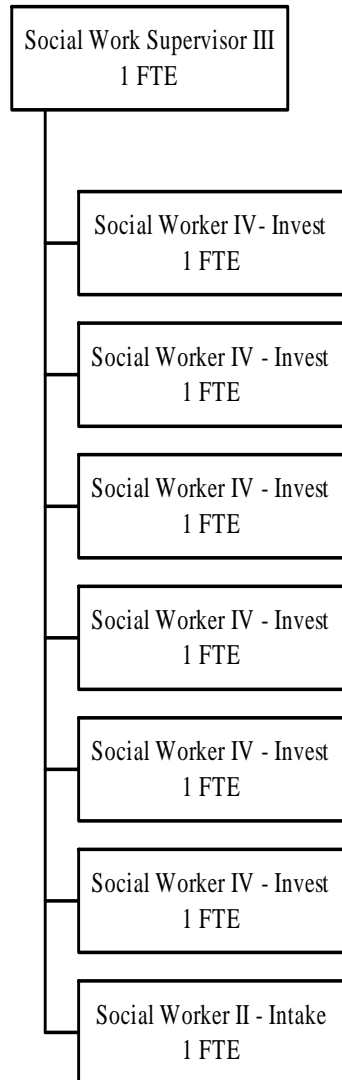 Social Work Supervisor III
1 FTE
Social Worker IV- Invest
1 FTE
Social Worker IV - Invest
1 FTE
Social Worker IV - Invest
1 FTE
Social Worker IV - Invest
1 FTE
Social Worker IV - Invest
1 FTE
Social Worker IV - Invest
1 FTE
Social Worker II - Intake
1 FTE